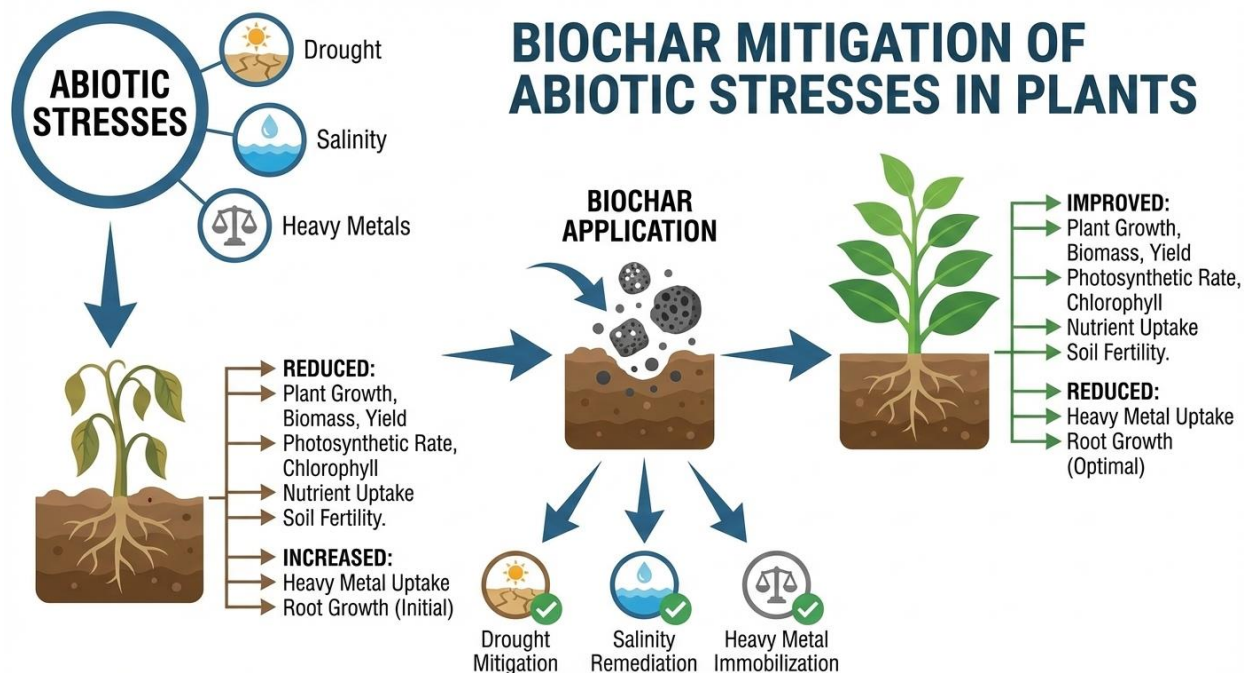 BIOCHAR MITIGATION OF
ABIOTIC STRESSES IN PLANTS
ABIOTIC
STRESSES
Drought
Salinity
Heavy Metals
REDUCED:
Plant Growth,
Biomass, Yield
Photosynthetic Rate,
Chlorophyll
Nutrient Uptake
Soil Fertility.
INCREASED:
Heavy Metal Uptake
Root Growth (Initial)
BIOCHAR
APPLICATION
Drought
Mitigation
Salinity
Remediation
Heavy Metal
Immobilization
IMPROVED:
Plant Growth,
Biomass, Yield
Photosynthetic Rate,
Chlorophyll
Nutrient Uptake
Soil Fertility.
REDUCED:
Heavy Metal Uptake
Root Growth
(Optimal)